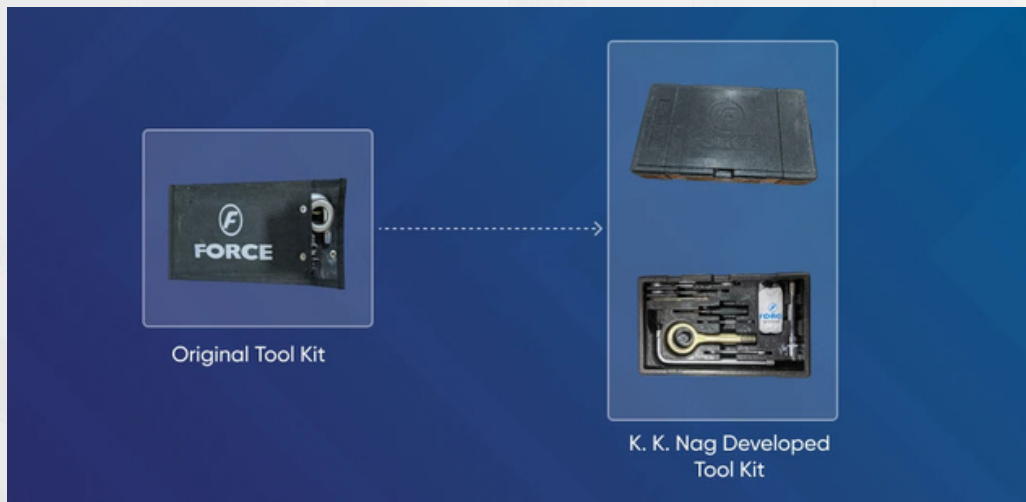 F
FORCE
Original Tool Kit
FORCE
K. K. Nag Developed
Tool Kit